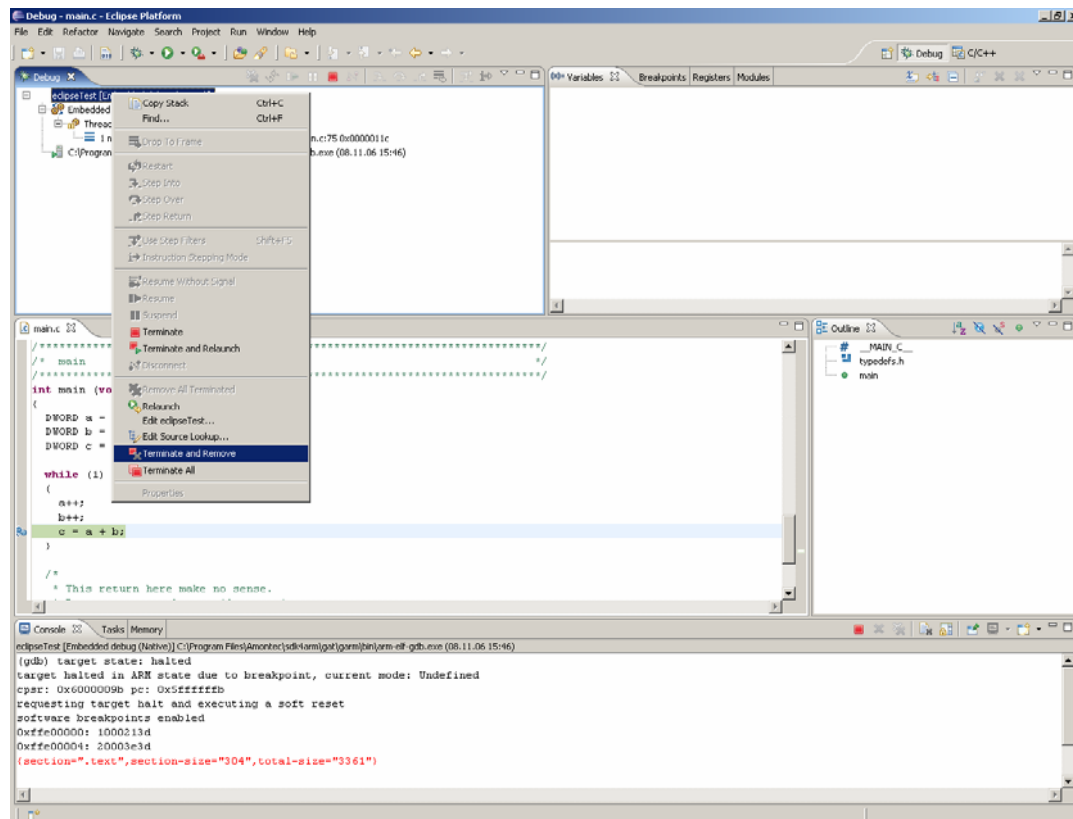 Debug - main.c - Eclipse Platform
File Edit Refactor Navigate Search Project Run Window Help
Debug C/C++
Debug
Variables Breakpoints Registers Modules
eclipseTest
Embedded
Threa
1 n
n.c:75 0x0000011c
C:\Progran
b.exe (08.11.06 15:46)
Copy Stack Ctrl+C
Find... Ctrl+F
Drop To Frame
Restart
Step Into
Step Over
Step Return
Use Step Filters Shift+F5
Instruction Stepping Mode
Resume Without Signal
Resume
Suspend
Terminate
Terminate and Relaunch
Disconnect
Remove All Terminated
Relaunch
Edit eclipseTest...
Edit Source Lookup...
Terminate and Remove
Terminate All
Properties
main.c
/* main */
int main (vo
{
DWORD a =
DWORD b =
DWORD c =
while (1)
{
a++;
b++;
c = a + b;
}
/*
* This return here make no sense.
Outline
__MAIN_C__
typedefs.h
main
Console Tasks Memory
eclipseTest [Embedded debug (Native)] C:\Program Files\Amontec\sdk4arm\gat\garm\bin\arm-elf-gdb.exe (08.11.06 15:46)
(gdb) target state: halted
target halted in ARM state due to breakpoint, current mode: Undefined
cpsr: 0x6000009b pc: 0x5ffffffb
requesting target halt and executing a soft reset
software breakpoints enabled
0xffe00000: 1000213d
0xffe00004: 20003e3d
{section=".text",section-size="304",total-size="3361"}